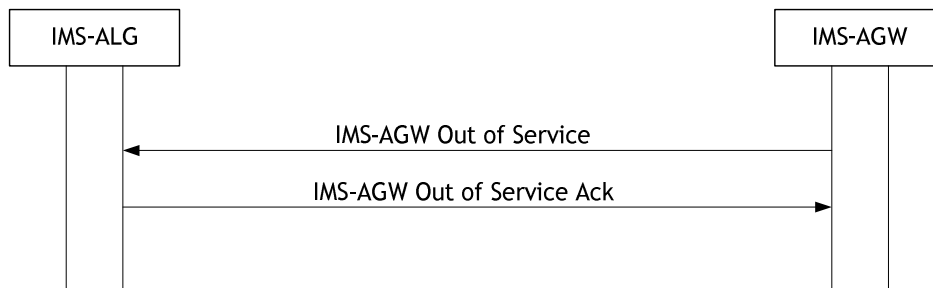 IMS-ALG
IMS-AGW
IMS-AGW Out of Service
IMS-AGW Out of Service Ack